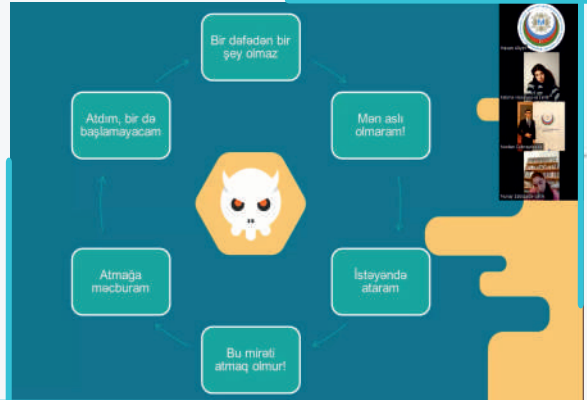 Bir dəfədən bir
şey olmaz
Mən aslı
olmaram!
İstəyəndə
ataram
Bu mirəti
atmaq olmur!
Atmağa
məcburam
Atdım, bir də
başlamayacam